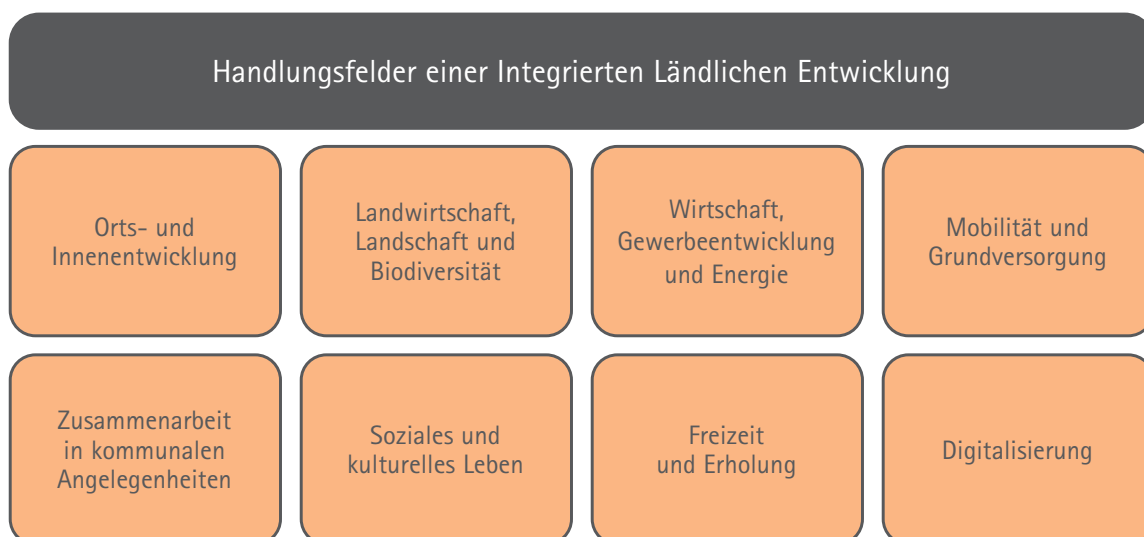 Handlungsfelder einer Integrierten Ländlichen Entwicklung
Orts- und
Innenentwicklung
Landwirtschaft,
Landschaft und
Biodiversität
Wirtschaft,
Gewerbeentwicklung
und Energie
Mobilität und
Grundversorgung
Zusammenarbeit
in kommunalen
Angelegenheiten
Soziales und
kulturelles Leben
Freizeit
und Erholung
Digitalisierung